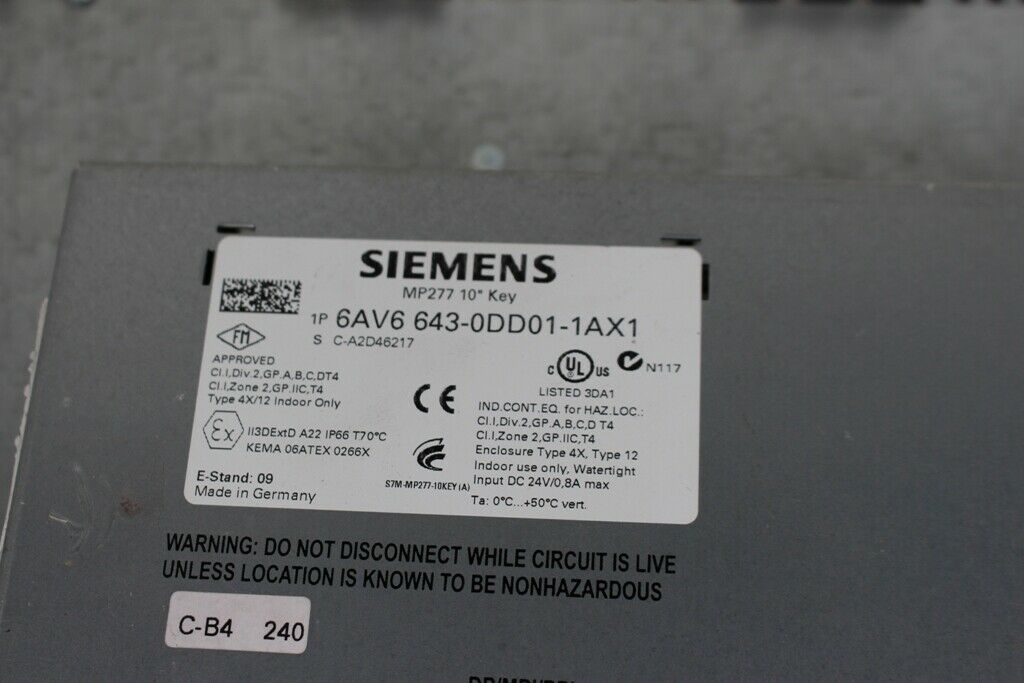 SIEMENS
MP277 10" Key
1P 6AV6 643-0DD01-1AX1
S C-A2D46217
FM
APPROVED
Cl.I,Div.2,GP.A,B,C,DT4
Cl.I,Zone 2,GP.IIC,T4
Type 4X/12 Indoor Only
Ex II3DExtD A22 IP66 T70°C
KEMA 06ATEX 0266X
E-Stand: 09
Made in Germany
CE
S7M-MP277-10KEY(A)
C UL US
N117
LISTED 3DA1
IND.CONT.EQ. for HAZ.LOC.:
Cl.I,Div.2,GP.A,B,C,D T4
Cl.I,Zone 2,GP.IIC,T4
Enclosure Type 4X, Type 12
Indoor use only, Watertight
Input DC 24V/0,8A max
Ta: 0°C...+50°C vert.
WARNING: DO NOT DISCONNECT WHILE CIRCUIT IS LIVE
UNLESS LOCATION IS KNOWN TO BE NONHAZARDOUS
C-B4 240